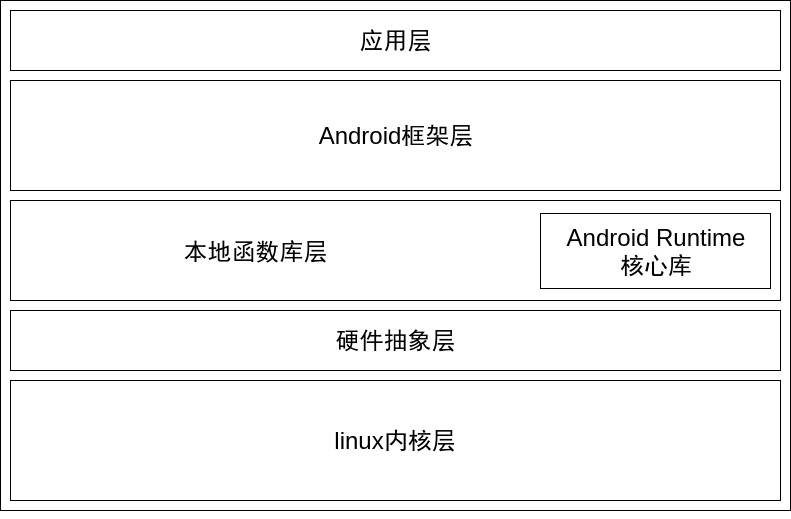 应用层
Android框架层
本地函数库层
Android Runtime
核心库
硬件抽象层
linux内核层